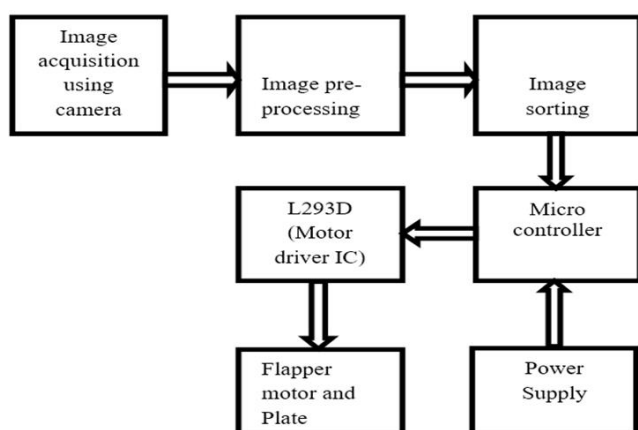 Image
acquisition
using
camera
Image pre-
processing
Image
sorting
L293D
(Motor
driver IC)
Micro
controller
Flapper
motor and
Plate
Power
Supply